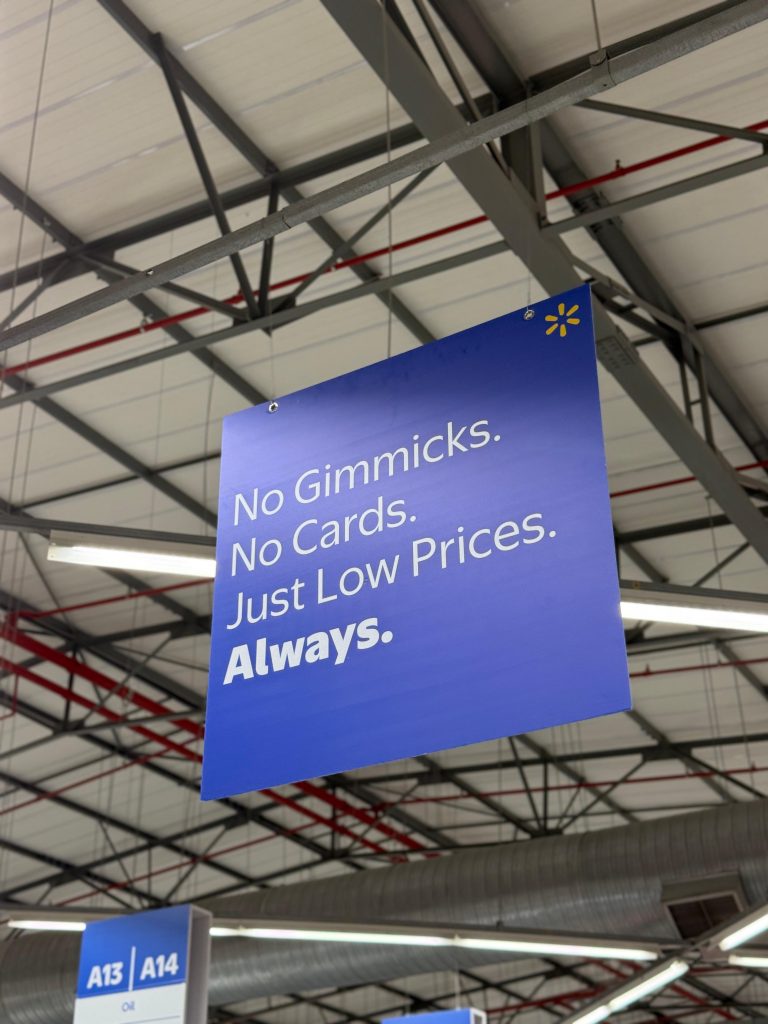 No Gimmicks.
No Cards.
Just Low Prices.
Always.
A13 | A14
Oil